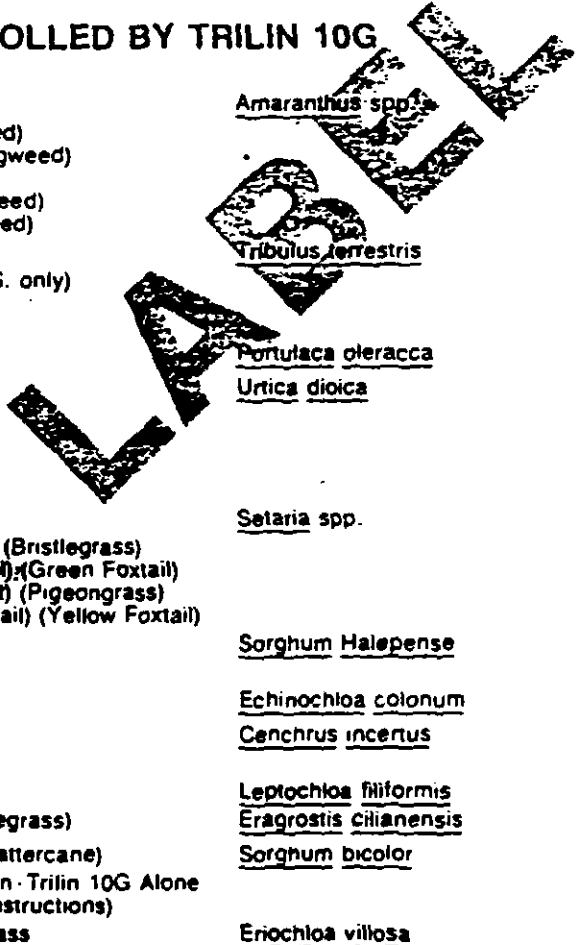 OLLED BY TRILIN 10G
Amaranthus spp.
ed)
gweed)
eed)
ed)
Tribulus terrestris
S. only)
Portulaca oleracca
Urtica dioica
Setaria spp.
(Bristlegrass)
(Green Foxtail)
(Pigeongrass)
ail) (Yellow Foxtail)
Sorghum Halepense
Echinochloa colonum
Cenchrus incertus
Leptochloa filiformis
egrass) Eragrostis cilianensis
attercane) Sorghum bicolor
n - Trilin 10G Alone
structions)
ass Eriochloa villosa
LABEL